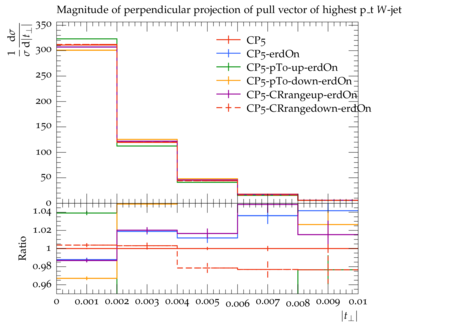 Magnitude of perpendicular projection of pull vector of highest p_t W-jet
1/σ dσ/d|t⊥|
350
300
250
200
150
100
50
0
CP5
CP5-erdOn
CP5-pTo-up-erdOn
CP5-pTo-down-erdOn
CP5-CRrangeup-erdOn
CP5-CRrangedown-erdOn
Ratio
1.04
1.02
1
0.98
0.96
0 0.001 0.002 0.003 0.004 0.005 0.006 0.007 0.008 0.009 0.01
|t⊥|